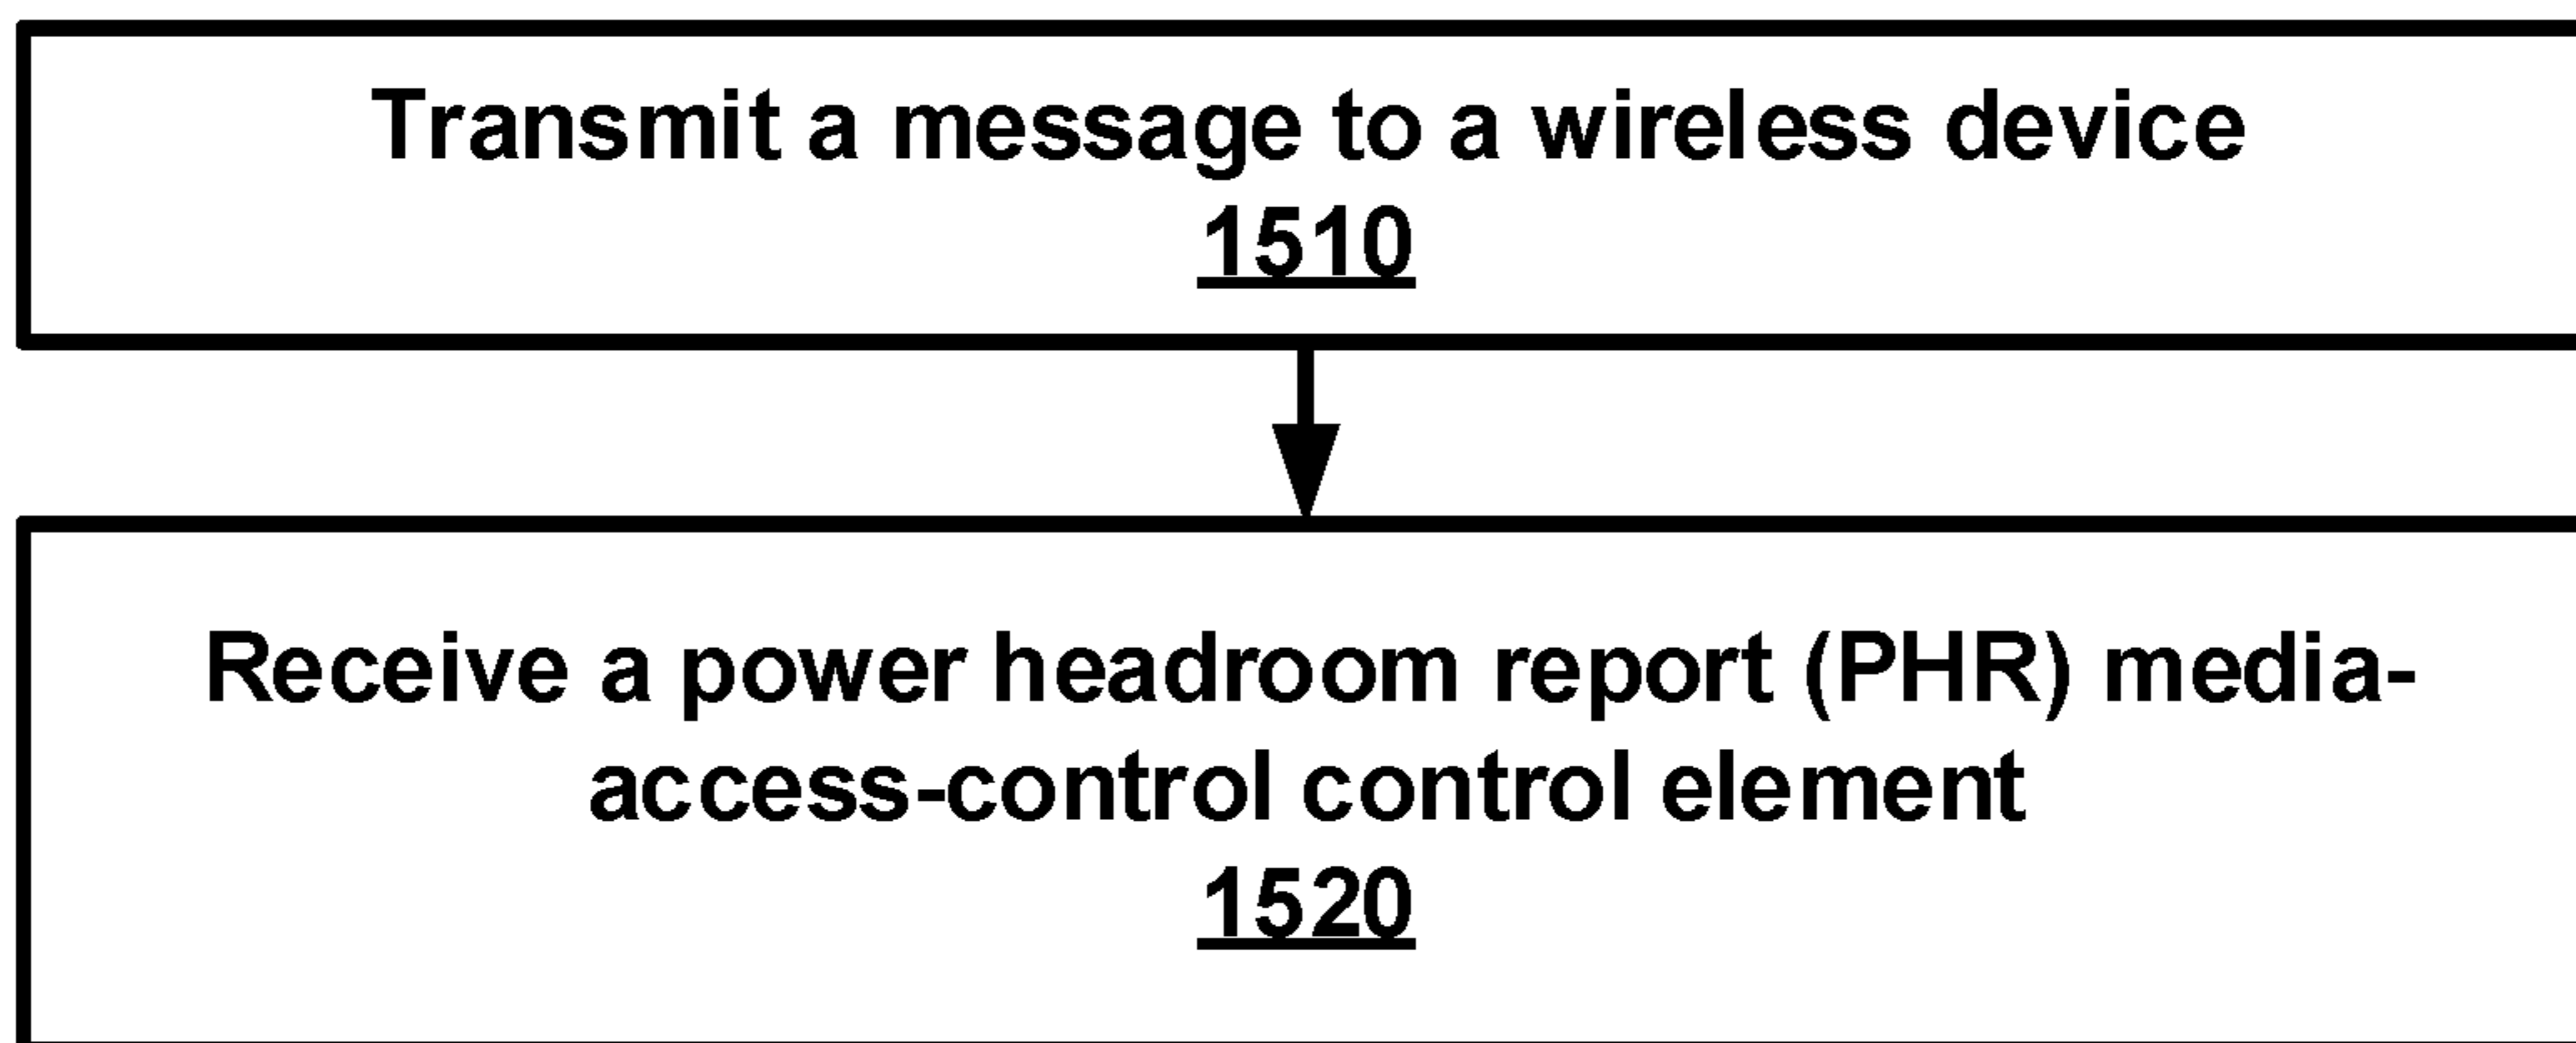 Transmit a message to a wireless device
1510
Receive a power headroom report (PHR) media-
access-control control element
1520